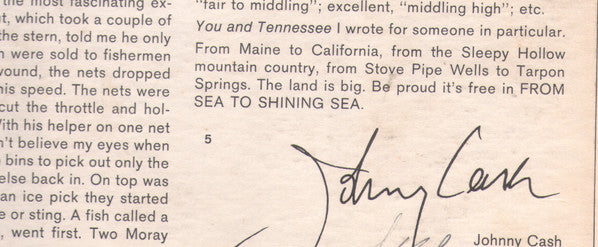 the most fascinating ex-
ut, which took a couple of
the stern, told me he only
n were sold to fishermen
wound, the nets dropped
his speed. The nets were
cut the throttle and hol-
With his helper on one net
n't believe my eyes when
bins to pick out only the
else back in. On top was
an ice pick they started
e or sting. A fish called a
, went first. Two Moray
"fair to middling"; excellent, "middling high"; etc.
You and Tennessee I wrote for someone in particular.
From Maine to California, from the Sleepy Hollow
mountain country, from Stove Pipe Wells to Tarpon
Springs. The land is big. Be proud it's free in FROM
SEA TO SHINING SEA.
5
Johnny Cash
Johnny Cash